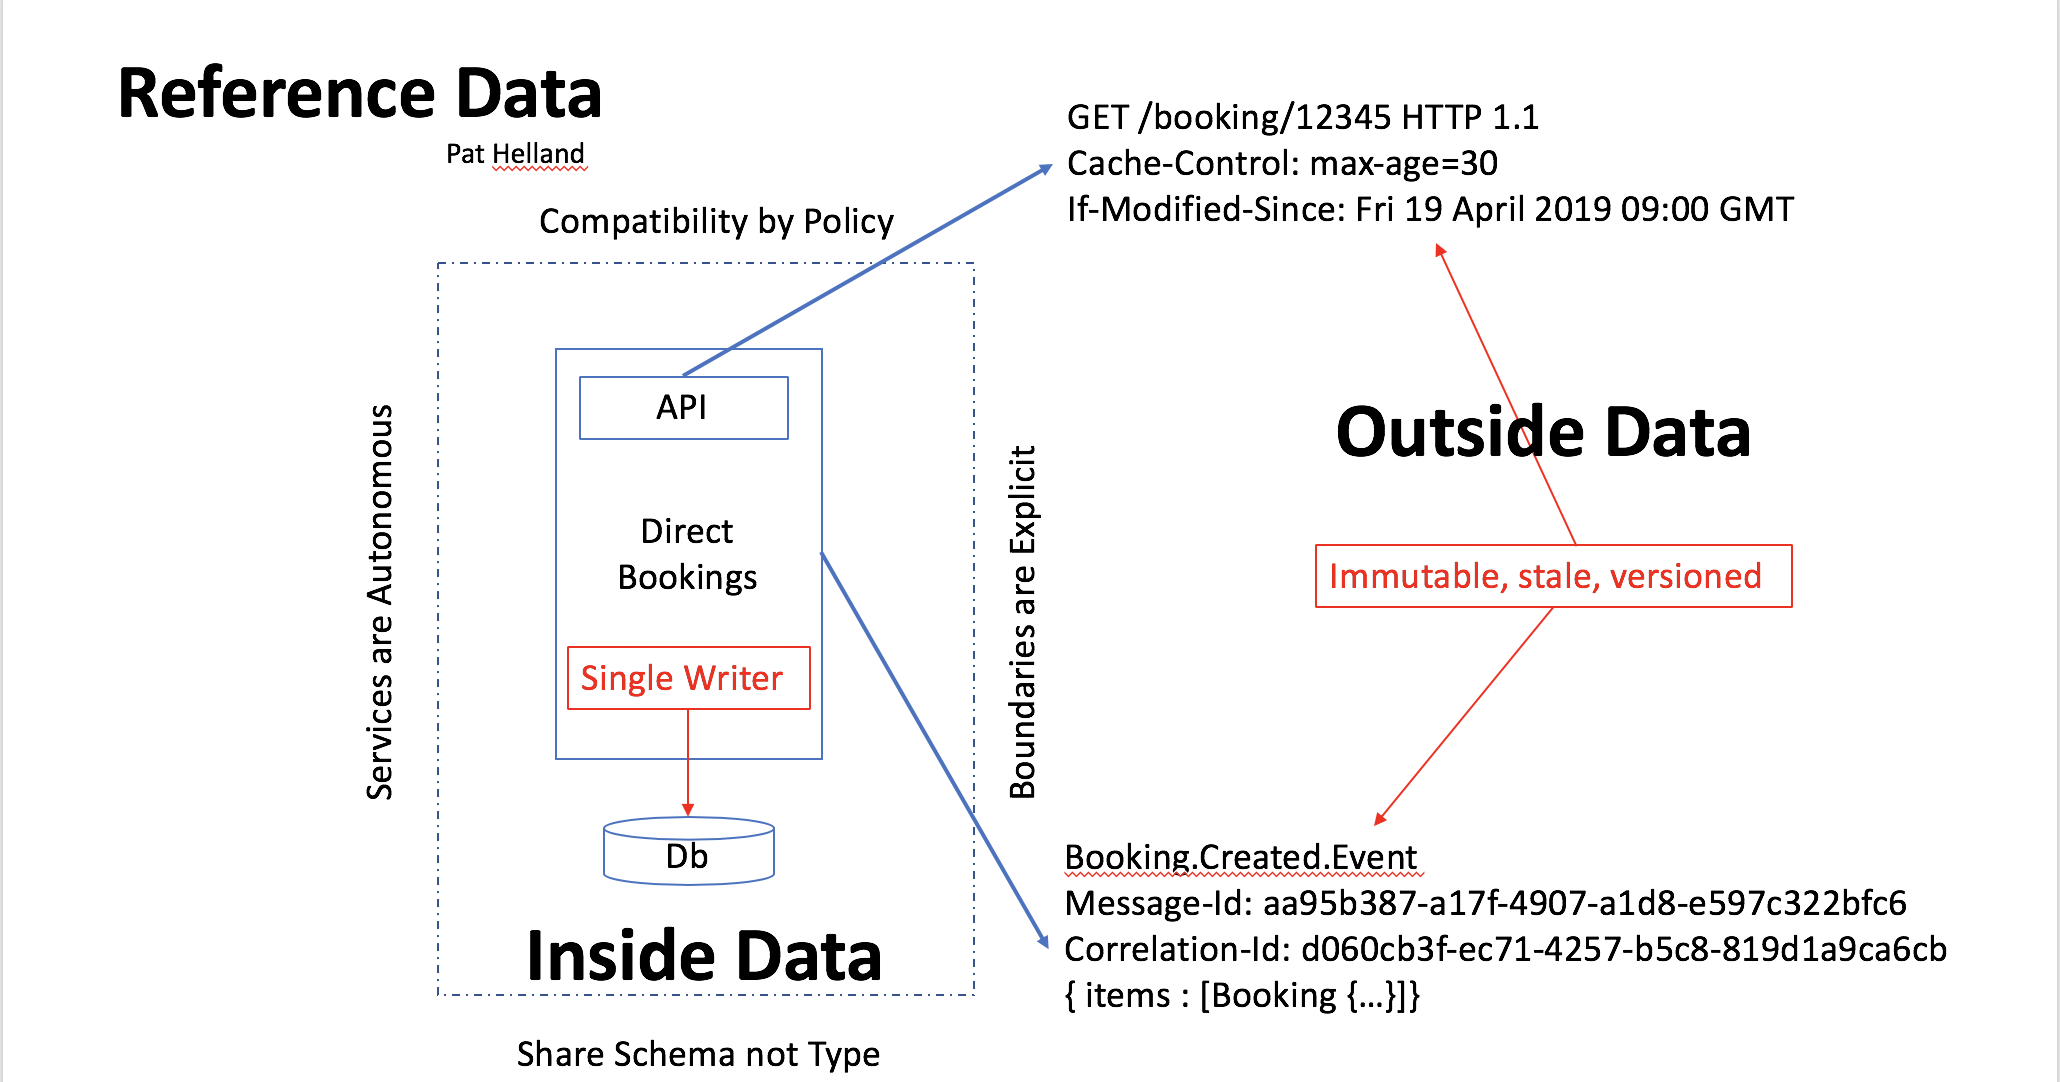 Reference Data
Pat Helland
Compatibility by Policy
Services are Autonomous
API
Direct
Bookings
Single Writer
Db
Inside Data
Boundaries are Explicit
Share Schema not Type
GET /booking/12345 HTTP 1.1
Cache-Control: max-age=30
If-Modified-Since: Fri 19 April 2019 09:00 GMT
Outside Data
Immutable, stale, versioned
Booking.Created.Event
Message-Id: aa95b387-a17f-4907-a1d8-e597c322bfc6
Correlation-Id: d060cb3f-ec71-4257-b5c8-819d1a9ca6cb
{ items : [Booking {…}]}